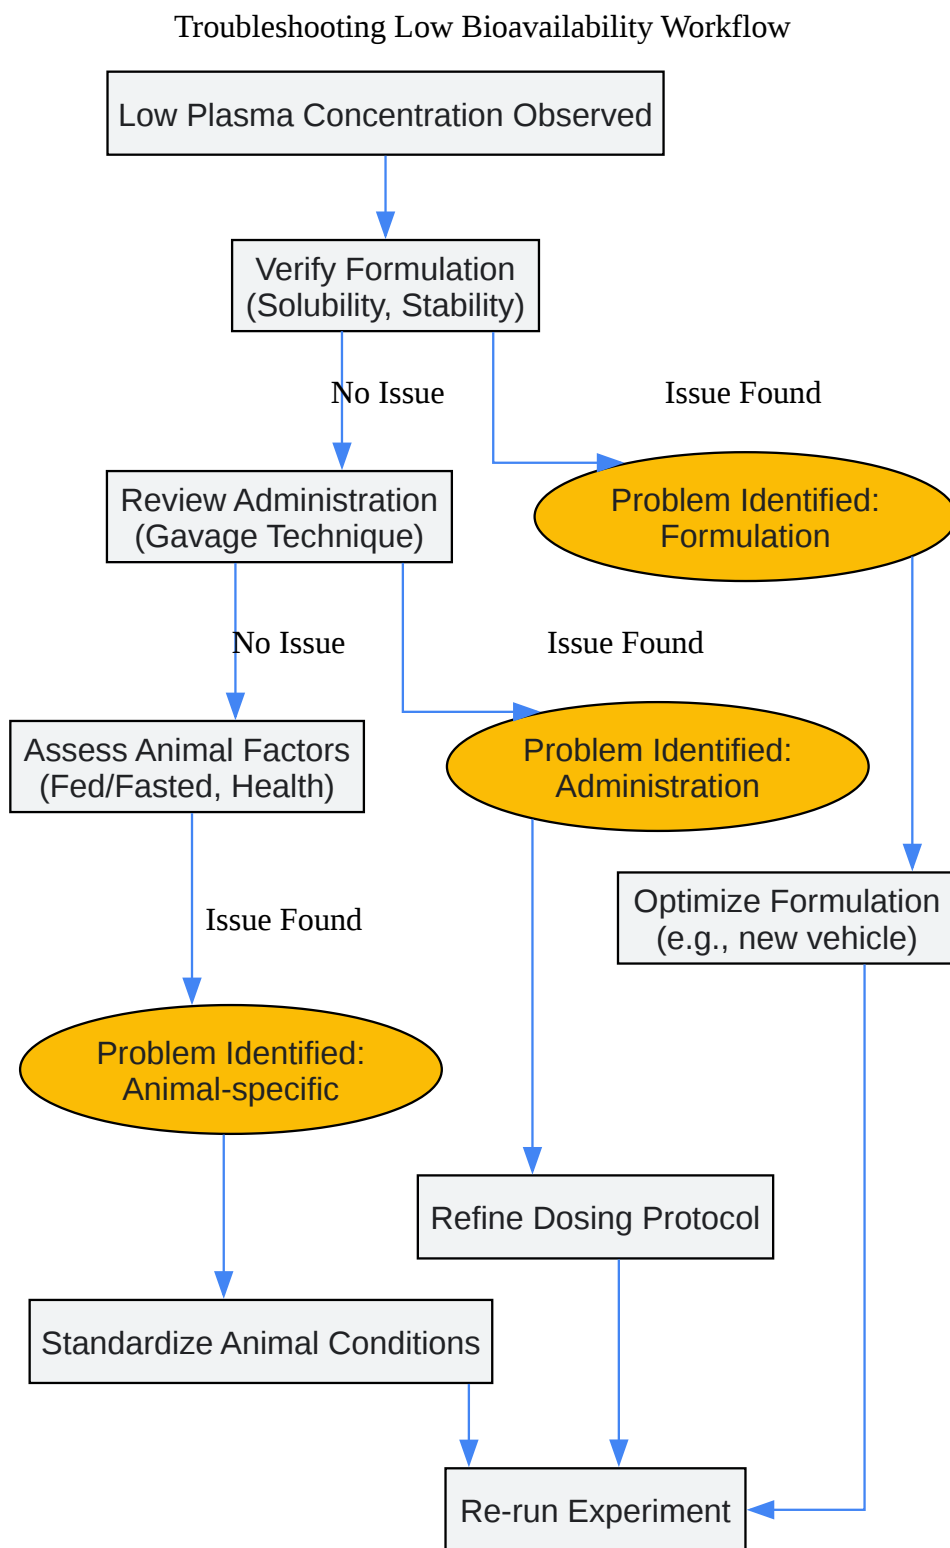 Troubleshooting Low Bioavailability Workflow
Low Plasma Concentration Observed
Verify Formulation
(Solubility, Stability)
No Issue
Issue Found
Review Administration
(Gavage Technique)
Problem Identified:
Formulation
No Issue
Issue Found
Assess Animal Factors
(Fed/Fasted, Health)
Problem Identified:
Administration
Optimize Formulation
(e.g., new vehicle)
Issue Found
Problem Identified:
Animal-specific
Refine Dosing Protocol
Standardize Animal Conditions
Re-run Experiment